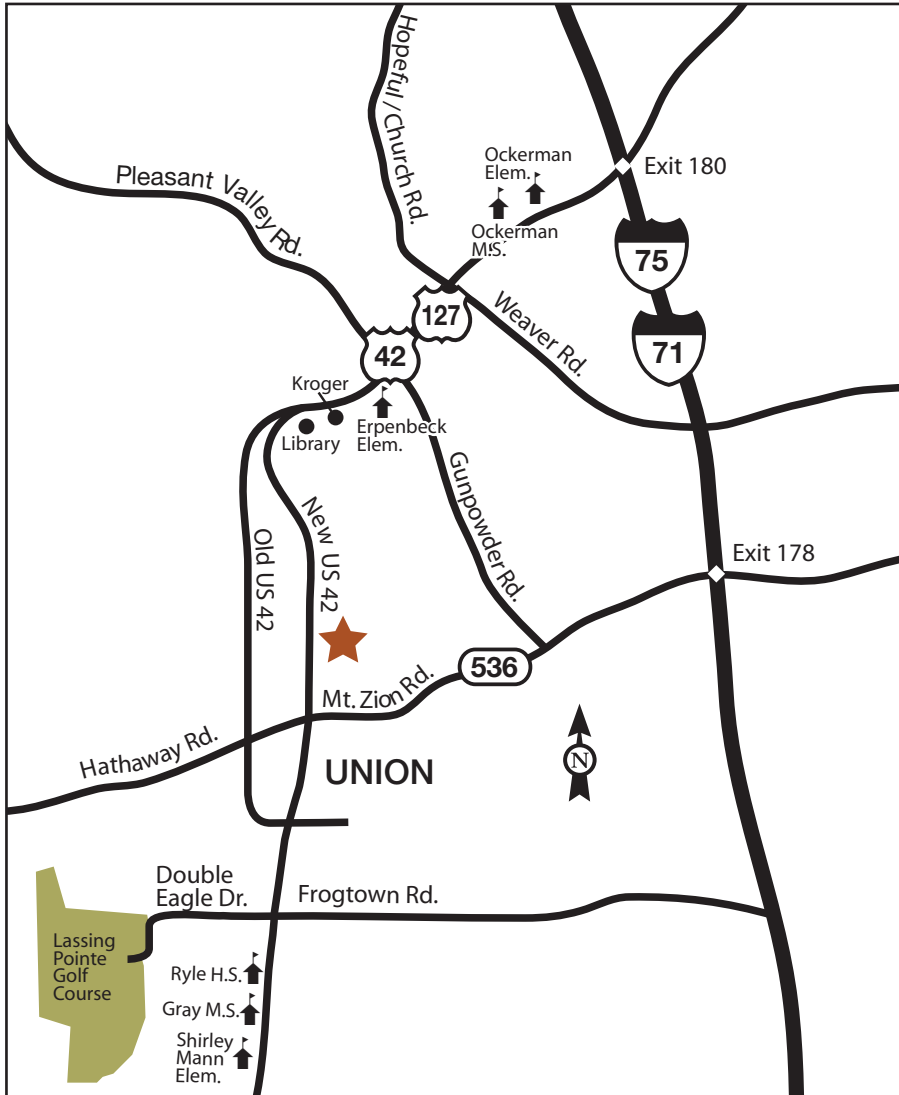 Hopeful / Church Rd.
Ockerman
Elem.
Exit 180
Pleasant Valley Rd.
Ockerman
M.S.
75
127
Weaver Rd.
71
42
Kroger
Library
Erpenbeck
Elem.
Gunpowder Rd.
New US 42
Old US 42
Exit 178
536
Mt. Zion Rd.
Hathaway Rd.
N
UNION
Double
Eagle Dr.
Frogtown Rd.
Lassing
Pointe
Golf
Course
Ryle H.S.
Gray M.S.
Shirley
Mann
Elem.